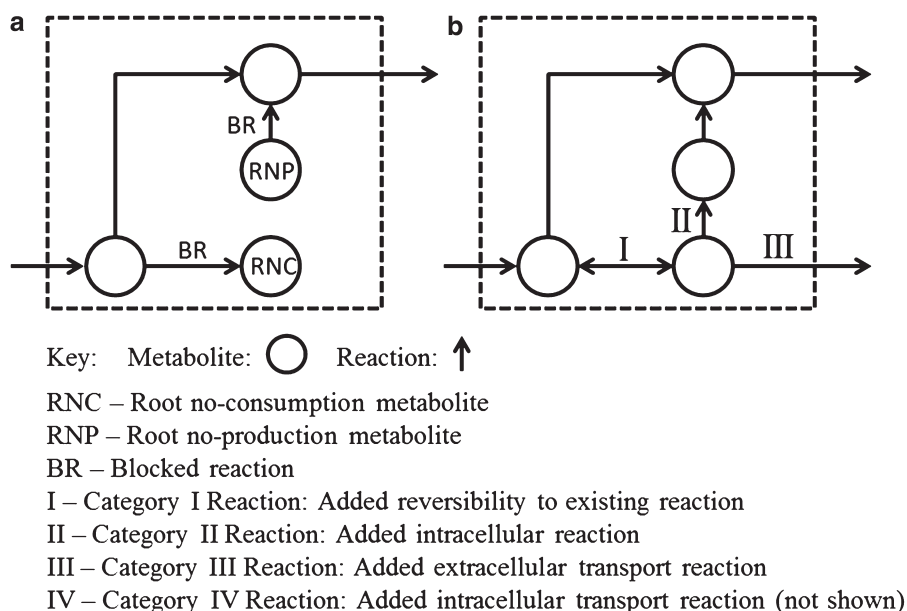 a
b
BR
RNP
BR
RNC
II
I
III
Key: Metabolite: Reaction:
RNC – Root no-consumption metabolite
RNP – Root no-production metabolite
BR – Blocked reaction
I – Category I Reaction: Added reversibility to existing reaction
II – Category II Reaction: Added intracellular reaction
III – Category III Reaction: Added extracellular transport reaction
IV – Category IV Reaction: Added intracellular transport reaction (not shown)